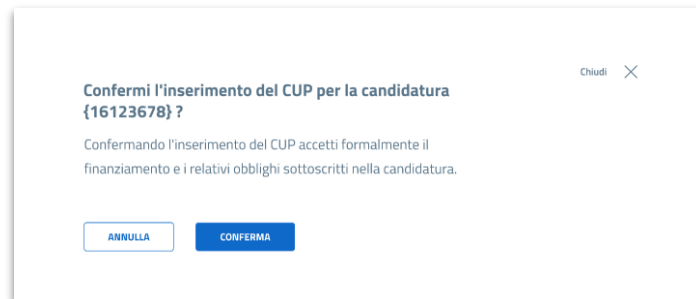 Chiudi
Confermi l'inserimento del CUP per la candidatura
{16123678} ?
Confermando l'inserimento del CUP accetti formalmente il
finanziamento e i relativi obblighi sottoscritti nella candidatura.
ANNULLA
CONFERMA